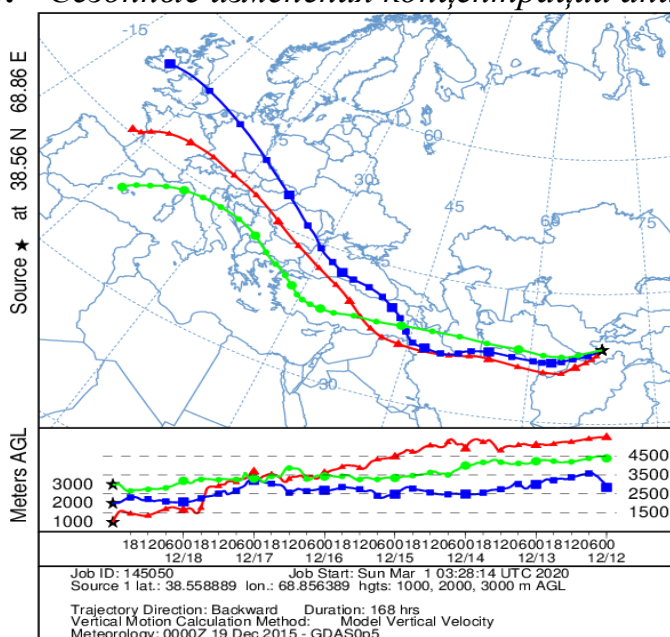 Source ★ at 38.56 N 68.86 E
-15
60
30
45
75
30
Meters AGL
4500
3500
3000
2500
2000
1500
1000
12/18 12/17 12/16 12/15 12/14 12/13 12/12
Job ID: 145050 Job Start: Sun Mar 1 03:28:14 UTC 2020
Source 1 lat.: 38.558889 lon.: 68.856389 hgts: 1000, 2000, 3000 m AGL
Trajectory Direction: Backward Duration: 168 hrs
Vertical Motion Calculation Method: Model Vertical Velocity
Meteorology: 0000Z 19 Dec 2015 - GDAS0p5